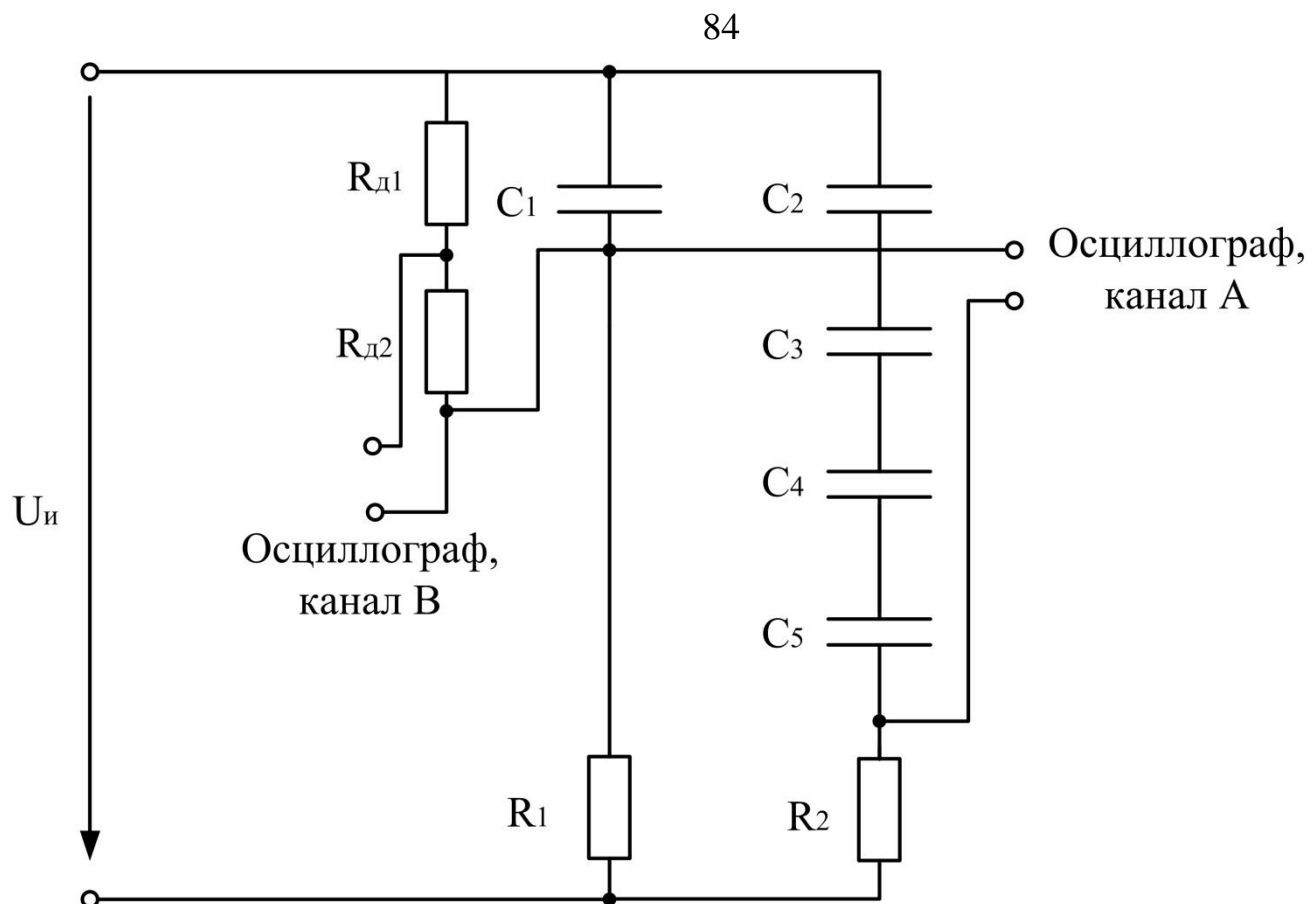 84
Rд1
C1
C2
Осциллограф,
канал A
Rд2
C3
C4
Uи
Осциллограф,
канал B
C5
R1
R2